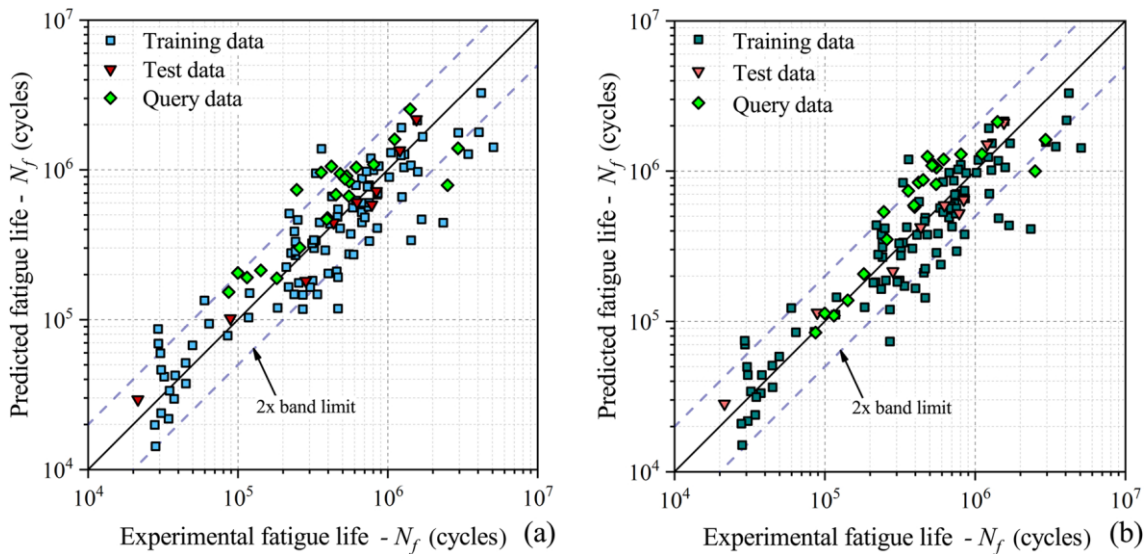 10^7
10^6
10^5
10^4
Predicted fatigue life - N_f (cycles)
Training data
Test data
Query data
2x band limit
10^4 10^5 10^6 10^7
Experimental fatigue life - N_f (cycles) (a)
10^7
10^6
10^5
10^4
Predicted fatigue life - N_f (cycles)
Training data
Test data
Query data
2x band limit
10^4 10^5 10^6 10^7
Experimental fatigue life - N_f (cycles) (b)